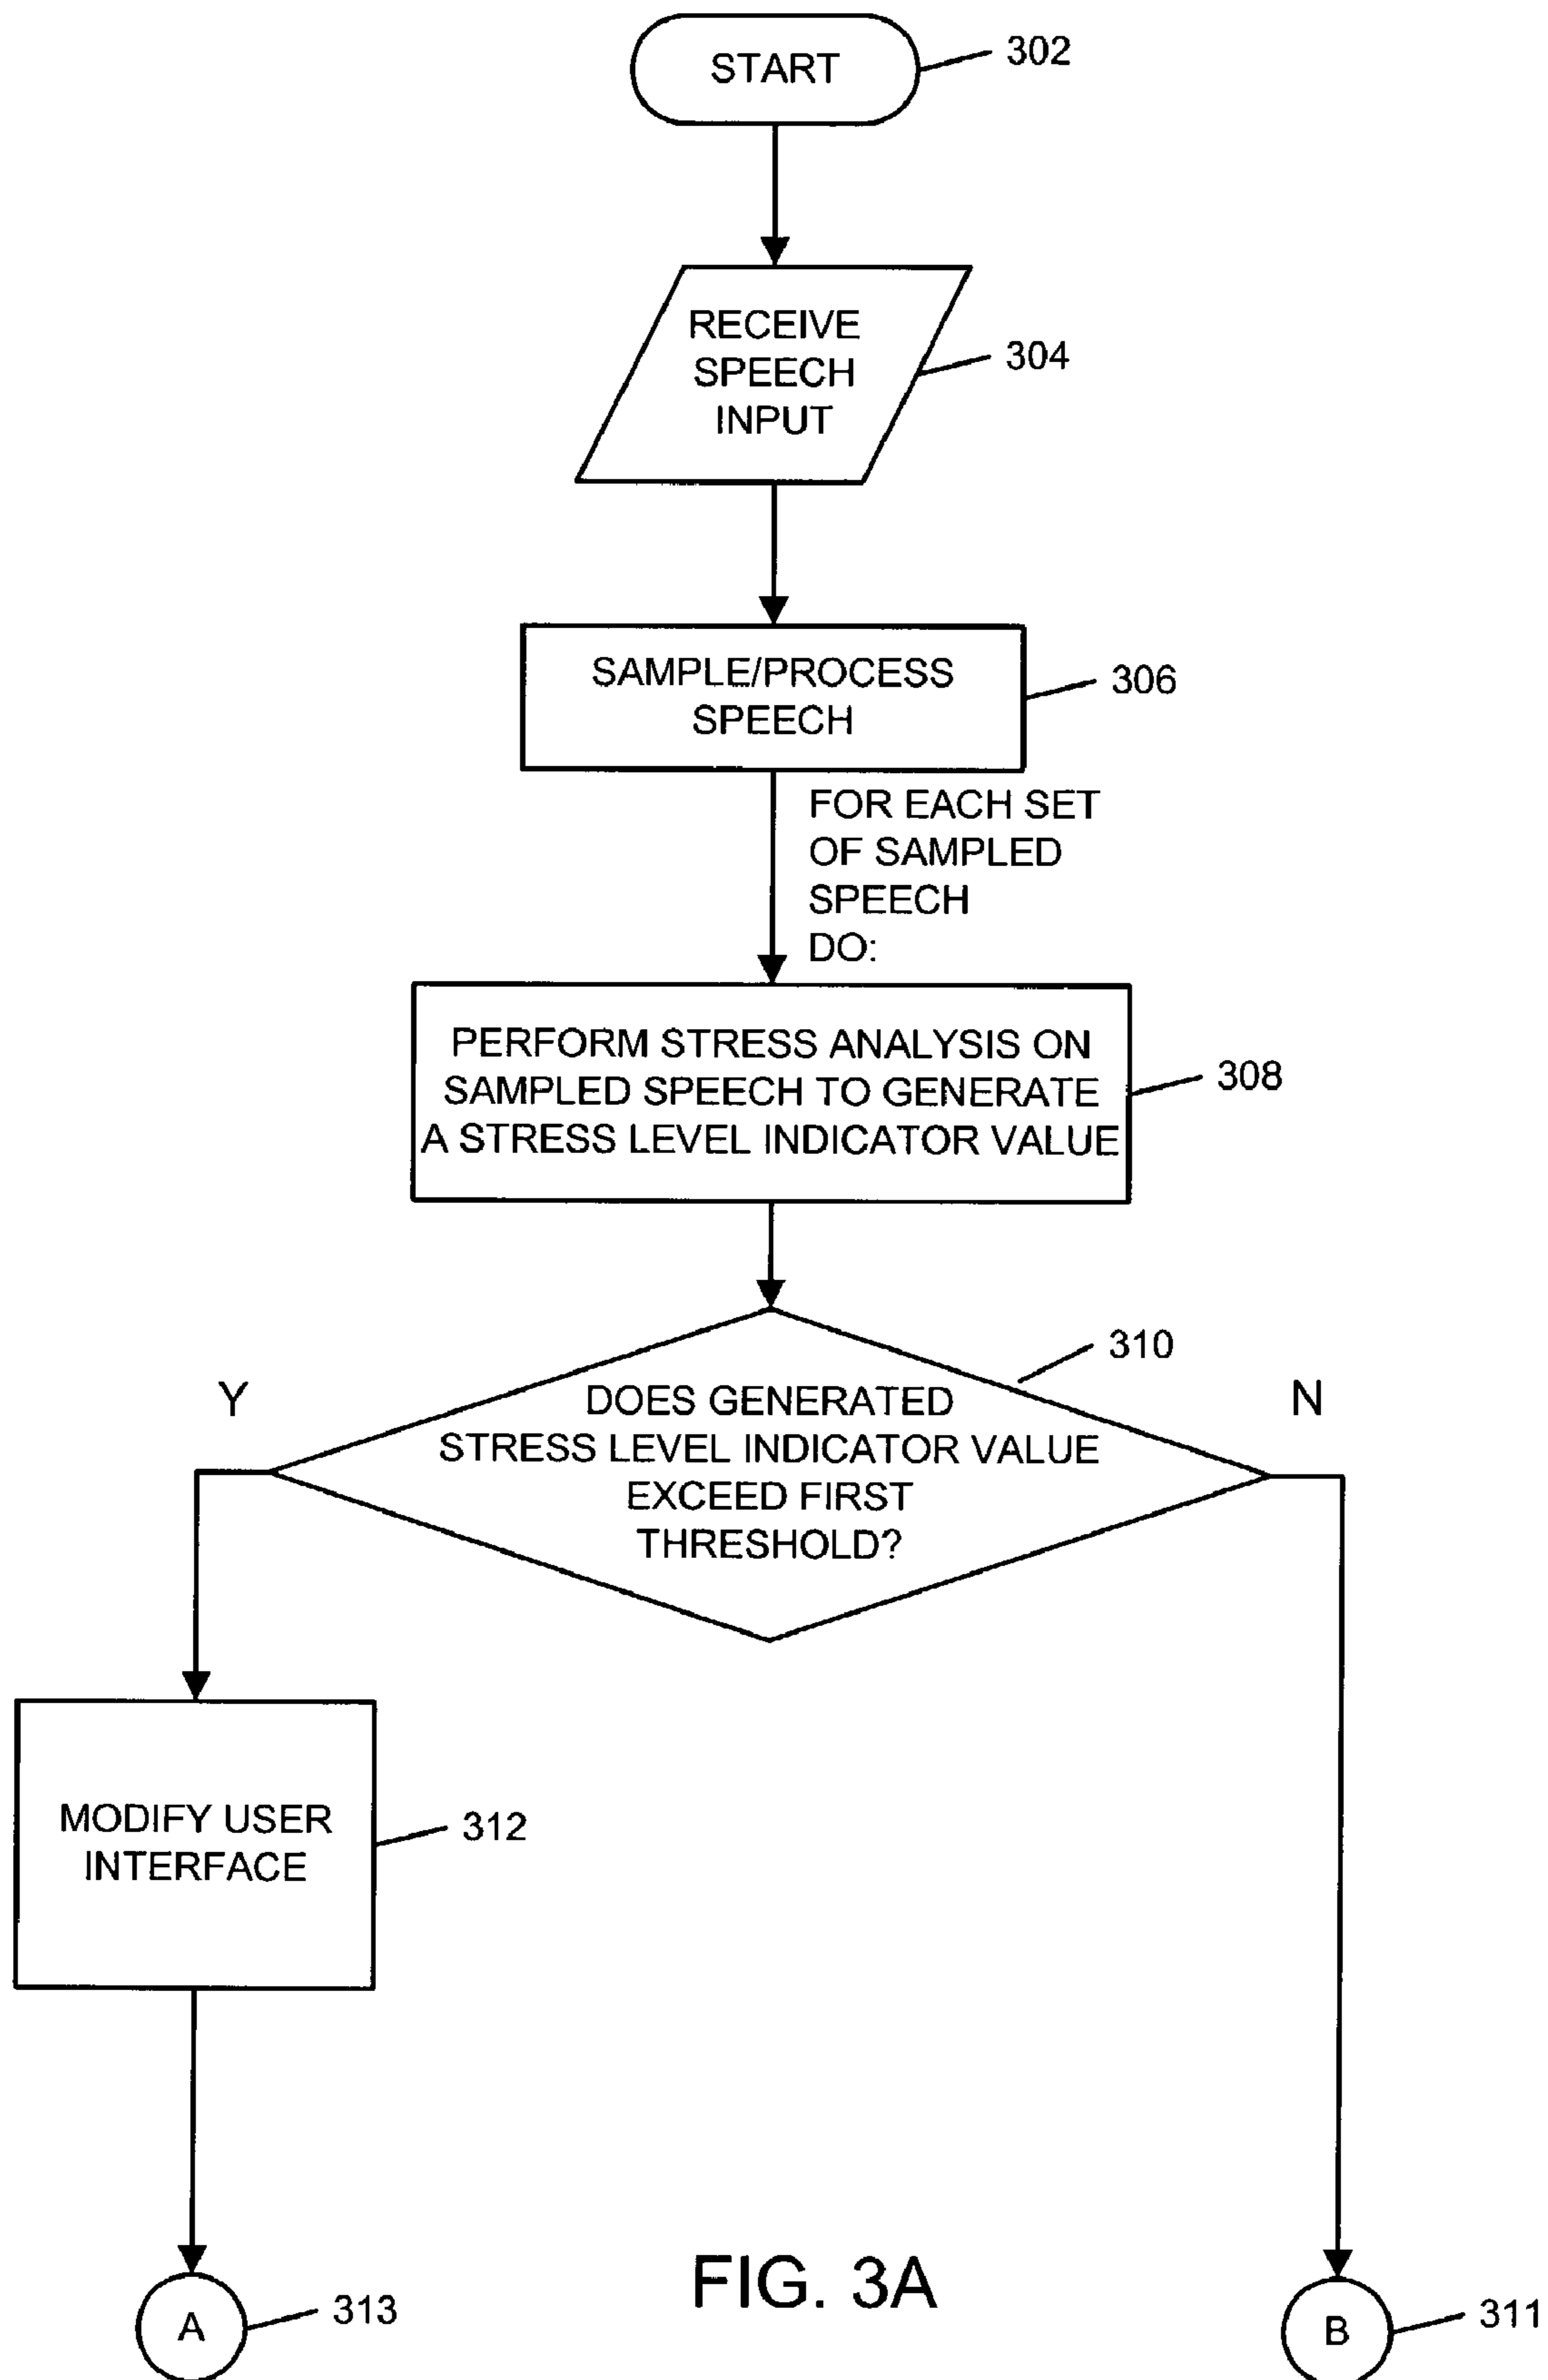 START
302
RECEIVE
SPEECH
INPUT
304
SAMPLE/PROCESS
SPEECH
306
FOR EACH SET
OF SAMPLED
SPEECH
DO:
PERFORM STRESS ANALYSIS ON
SAMPLED SPEECH TO GENERATE
A STRESS LEVEL INDICATOR VALUE
308
310
Y
N
DOES GENERATED
STRESS LEVEL INDICATOR VALUE
EXCEED FIRST
THRESHOLD?
MODIFY USER
INTERFACE
312
A
313
FIG. 3A
B
311